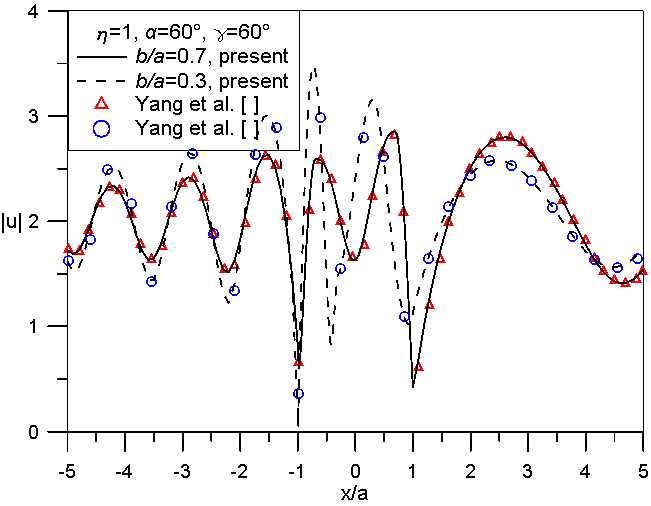 4
η=1, α=60°, γ=60°
b/a=0.7, present
b/a=0.3, present
Yang et al. [ ]
Yang et al. [ ]
3
|u|
2
1
0
-5 -4 -3 -2 -1 0 1 2 3 4 5
x/a